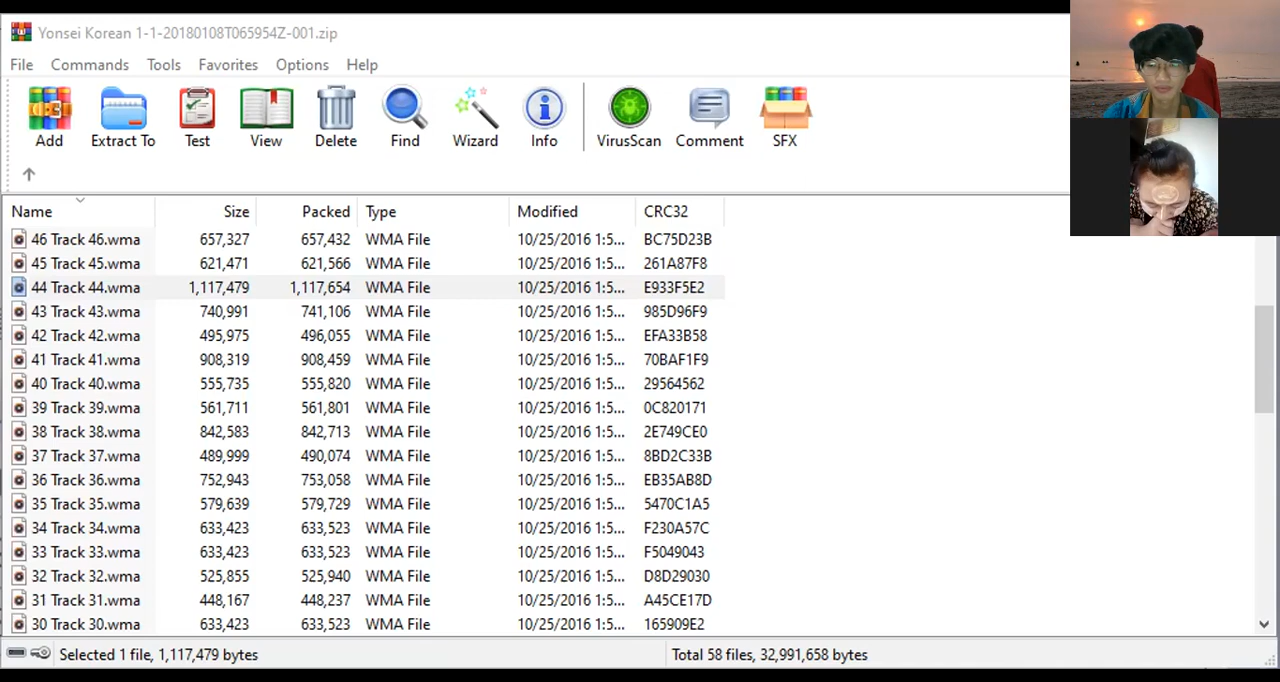 Yonsei Korean 1-1-20180108T065954Z-001.zip
File Commands Tools Favorites Options Help
Add Extract To Test View Delete Find Wizard Info VirusScan Comment SFX
Name Size Packed Type Modified CRC32
46 Track 46.wma 657,327 657,432 WMA File 10/25/2016 1:5... BC75D23B
45 Track 45.wma 621,471 621,566 WMA File 10/25/2016 1:5... 261A87F8
44 Track 44.wma 1,117,479 1,117,654 WMA File 10/25/2016 1:5... E933F5E2
43 Track 43.wma 740,991 741,106 WMA File 10/25/2016 1:5... 985D96F9
42 Track 42.wma 495,975 496,055 WMA File 10/25/2016 1:5... EFA33B58
41 Track 41.wma 908,319 908,459 WMA File 10/25/2016 1:5... 70BAF1F9
40 Track 40.wma 555,735 555,820 WMA File 10/25/2016 1:5... 29564562
39 Track 39.wma 561,711 561,801 WMA File 10/25/2016 1:5... 0C820171
38 Track 38.wma 842,583 842,713 WMA File 10/25/2016 1:5... 2E749CE0
37 Track 37.wma 489,999 490,074 WMA File 10/25/2016 1:5... 8BD2C33B
36 Track 36.wma 752,943 753,058 WMA File 10/25/2016 1:5... EB35AB8D
35 Track 35.wma 579,639 579,729 WMA File 10/25/2016 1:5... 5470C1A5
34 Track 34.wma 633,423 633,523 WMA File 10/25/2016 1:5... F230A57C
33 Track 33.wma 633,423 633,523 WMA File 10/25/2016 1:5... F5049043
32 Track 32.wma 525,855 525,940 WMA File 10/25/2016 1:5... D8D29030
31 Track 31.wma 448,167 448,237 WMA File 10/25/2016 1:5... A45CE17D
30 Track 30.wma 633,423 633,523 WMA File 10/25/2016 1:5... 165909E2
Selected 1 file, 1,117,479 bytes Total 58 files, 32,991,658 bytes